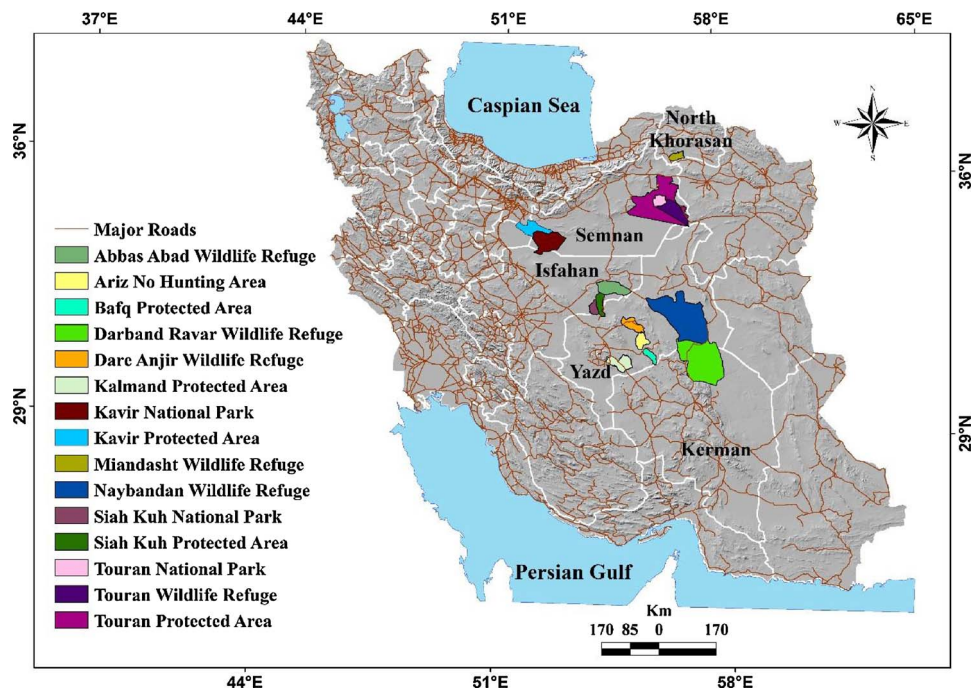 37°E 44°E 51°E 58°E 65°E
36°N
29°N
Caspian Sea
North
Khorasan
N
W E
S
36°N
29°N
Semnan
Isfahan
Yazd
Kerman
Persian Gulf
Major Roads
Abbas Abad Wildlife Refuge
Ariz No Hunting Area
Bafq Protected Area
Darband Ravar Wildlife Refuge
Dare Anjir Wildlife Refuge
Kalmand Protected Area
Kavir National Park
Kavir Protected Area
Miandasht Wildlife Refuge
Naybandan Wildlife Refuge
Siah Kuh National Park
Siah Kuh Protected Area
Touran National Park
Touran Wildlife Refuge
Touran Protected Area
Km
170 85 0 170
44°E 51°E 58°E